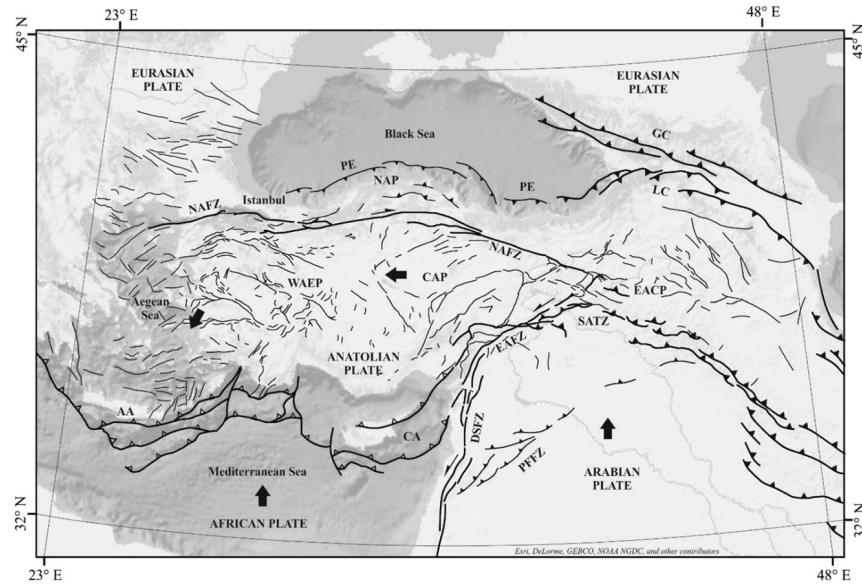 23° E
48° E
45° N
45° N
EURASIAN
PLATE
EURASIAN
PLATE
Black Sea
GC
PE
NAP
PE
LC
NAFZ
Istanbul
NAFZ
WAEP
CAP
EACP
Aegean
Sea
SATZ
EAFZ
ANATOLIAN
PLATE
AA
CA
DSFZ
PFFZ
Mediterranean Sea
ARABIAN
PLATE
AFRICAN PLATE
32° N
32° N
Esri, DeLorme, GEBCO, NOAA NGDC, and other contributors
23° E
48° E